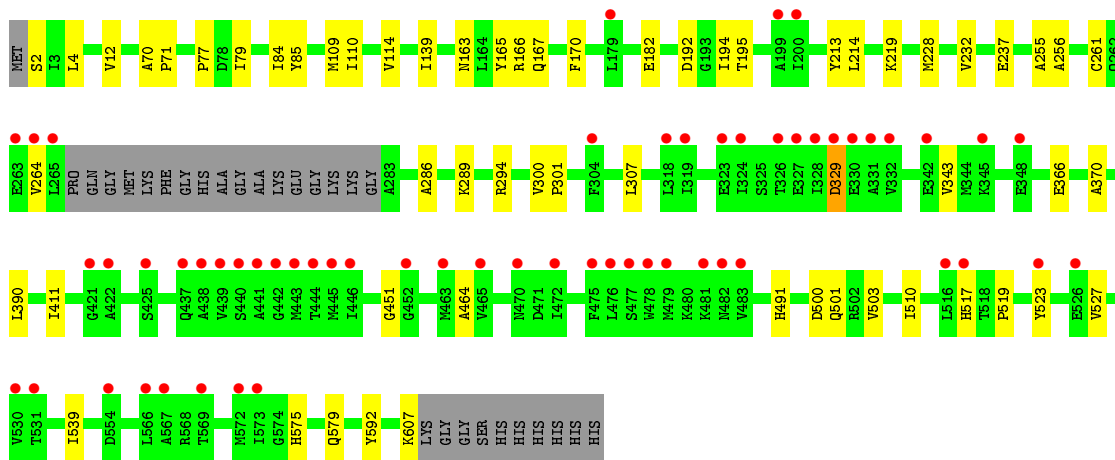 MET S2 I3 L4 V12 A70 P71 P77 D78 I79 I84 Y85 M109 I110 V114 I139 N163 L164 Y165 R166 Q167 F170 L179 E182 D192 G193 I194 T195 A199 I200 Y213 L214 K219 M228 V232 E237 A255 A256 C261 Q262
E263 V264 L265 PRO GLN GLY MET LYS PHE GLY HIS ALA GLY ALA LYS GLU GLY LYS LYS GLY A283 A286 K289 R294 V300 P301 F304 L307 L318 I319 E323 I324 S325 T326 E327 I328 D329 E330 A331 V332 E342 V343 N344 K345 E348 E366 A370
L390 I411 G421 A422 S425 Q437 A438 V439 S440 A441 G442 M443 T444 M445 I446 G451 G452 M463 A464 V465 N470 D471 I472 F475 L476 S477 W478 M479 K480 K481 N482 V483 H491 D500 Q501 R502 V503 I510 L516 H517 T518 P519 Y523 E526 V527
V530 T531 I539 D554 L566 A567 R568 T569 M572 I573 G574 H575 Q579 Y592 K607 LYS GLY GLY SER HIS HIS HIS HIS HIS HIS